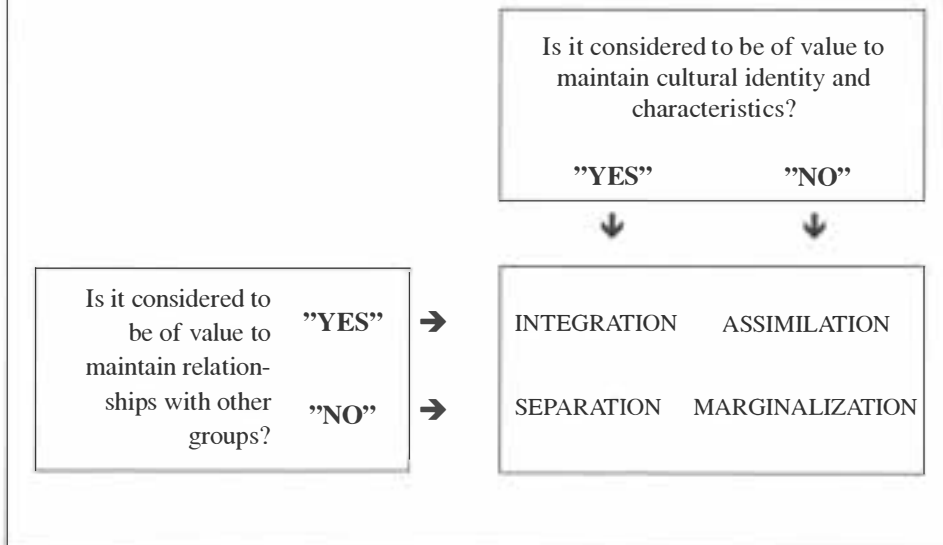 Is it considered to be of value to
maintain cultural identity and
characteristics?
”YES” ”NO”
Is it considered to
be of value to
maintain relation-
ships with other
groups?
”YES”
”NO”
INTEGRATION ASSIMILATION
SEPARATION MARGINALIZATION